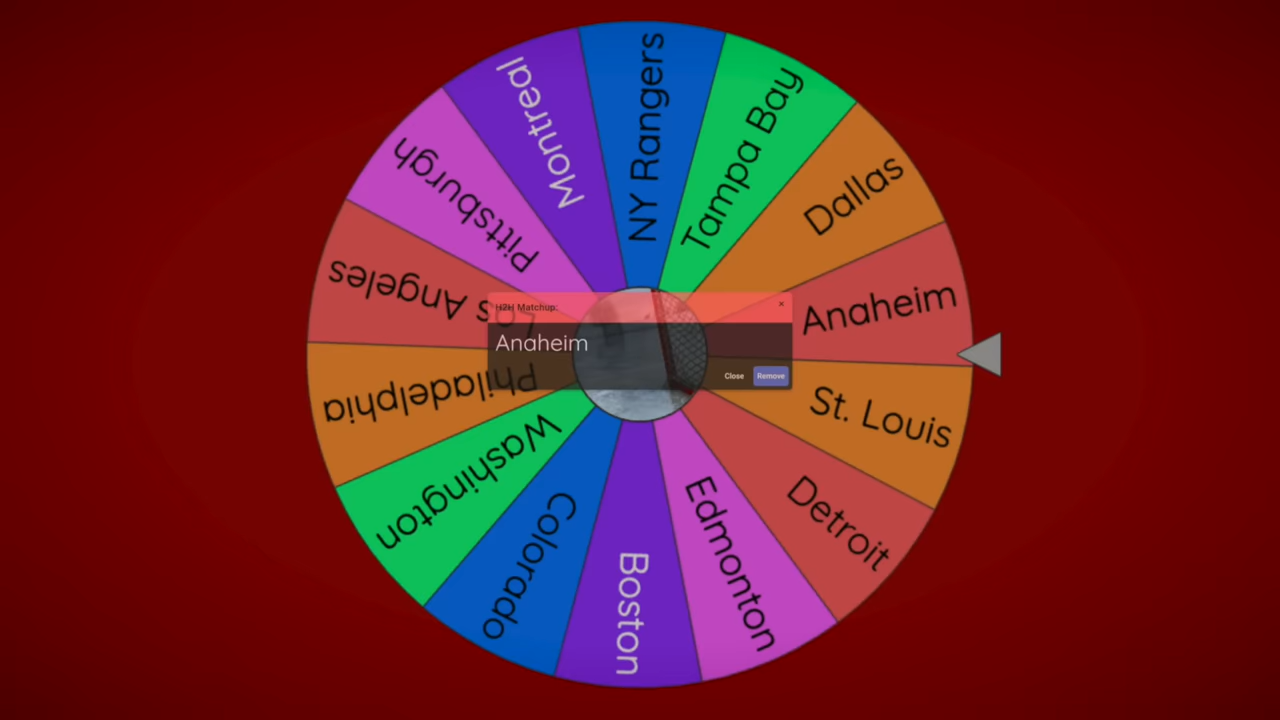 NY Rangers
Tampa Bay
Dallas
Anaheim
St. Louis
Detroit
Edmonton
Boston
Colorado
Washington
Philadelphia
Los Angeles
Pittsburgh
Montreal
H2H Matchup:
×
Anaheim
Close
Remove